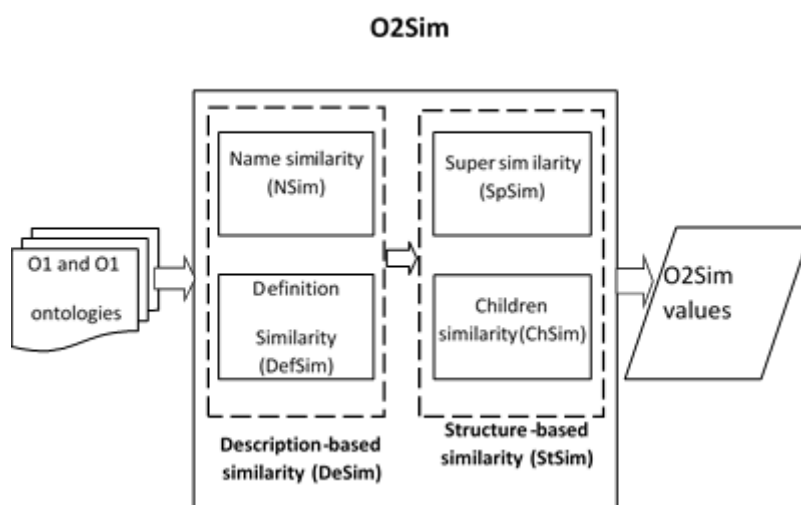 O2Sim
O1 and O1
ontologies
Name similarity
(NSim)
Definition
Similarity
(DefSim)
Description-based
similarity (DeSim)
Super sim ilarity
(SpSim)
Children
similarity(ChSim)
Structure-based
similarity (StSim)
O2Sim
values